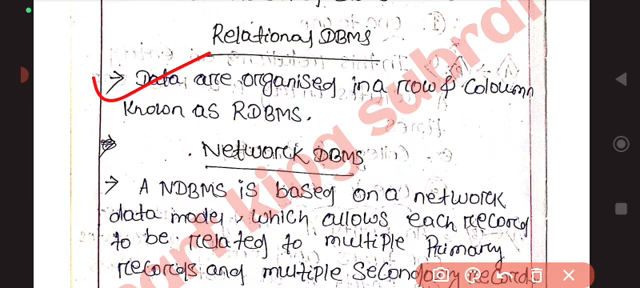 Relational DBMS
→ Data are organised in a row & Coloumn
Known as RDBMS.
. Network DBMS
→ A NDBMS is based on a network
data model, which allows each record
to be related to multiple Primary
records and multiple Secondary records